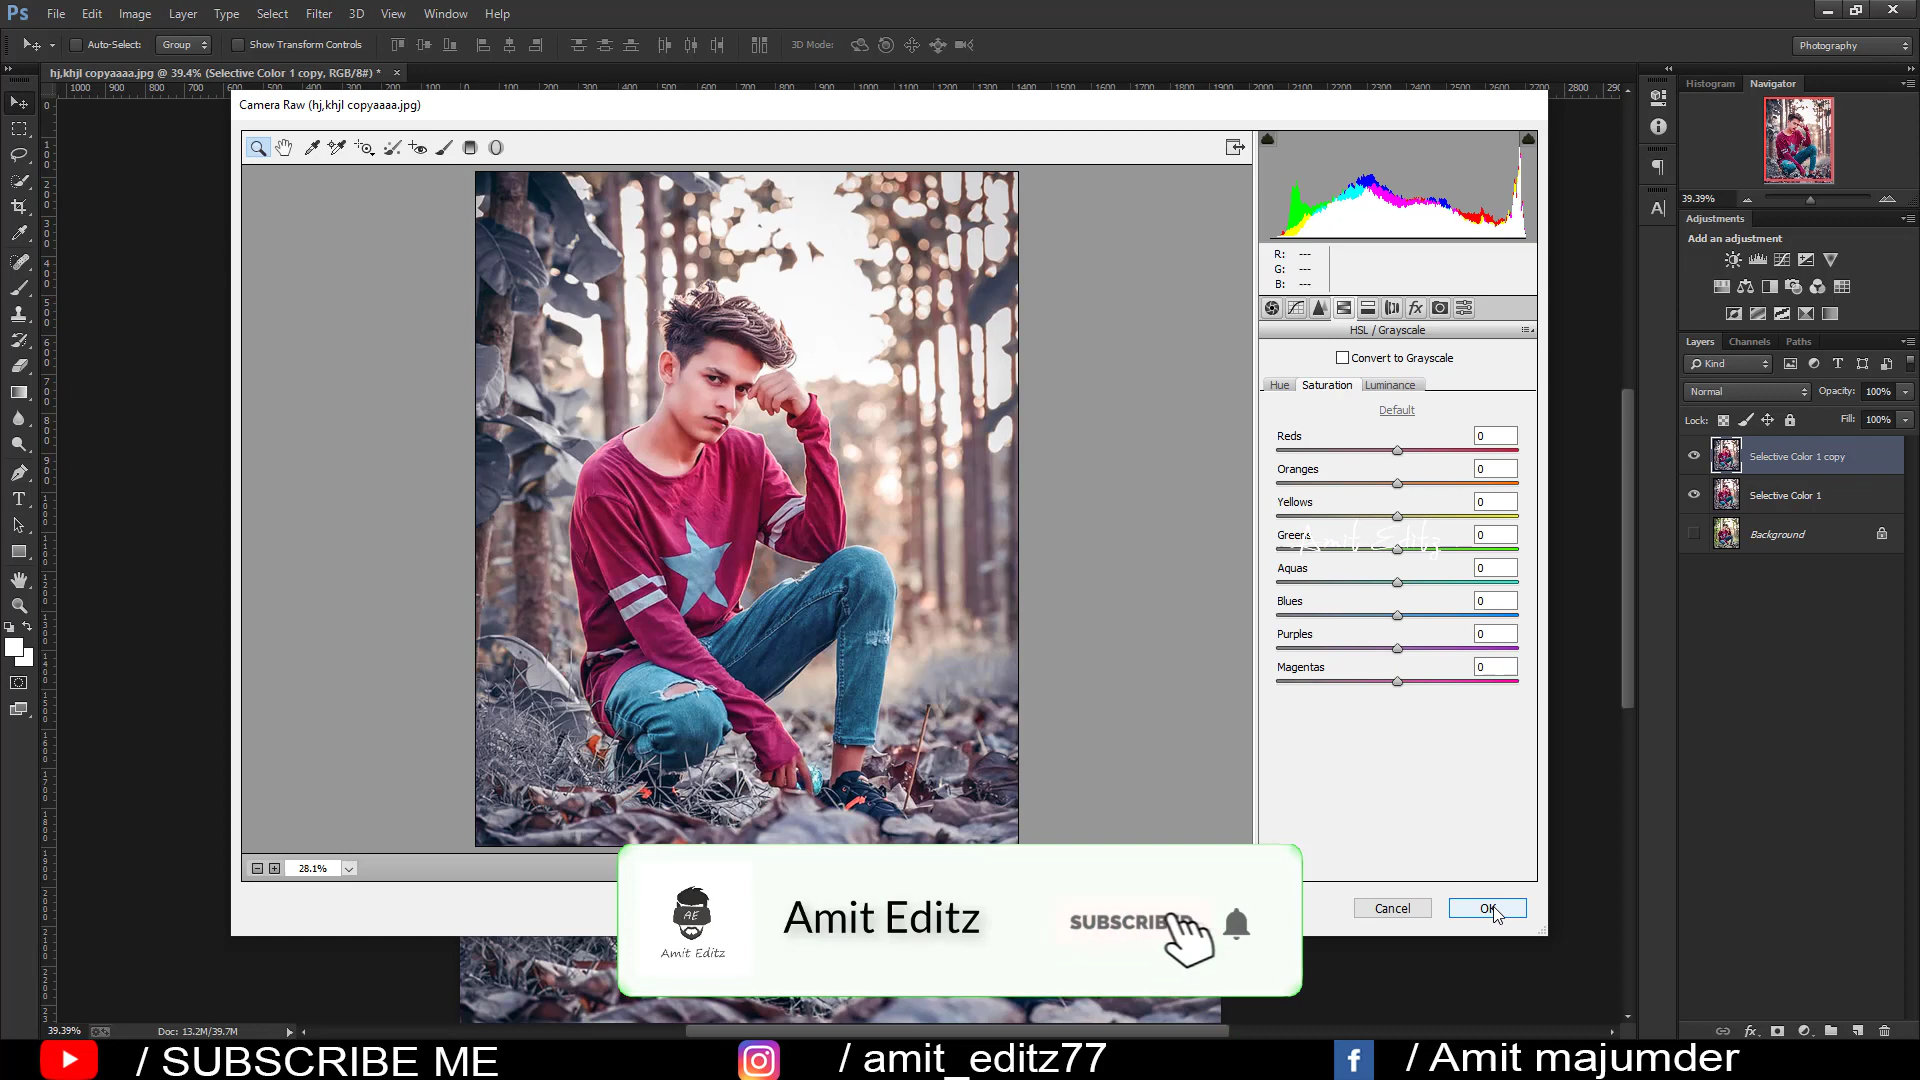 Ps File Edit Image Layer Type Select Filter 3D View Window Help
Auto-Select: Group Show Transform Controls 3D Mode: Photography
hj,khjl copyaaaa.jpg @ 39.4% (Selective Color 1 copy, RGB/8#) *
Camera Raw (hj,khjl copyaaaa.jpg)
Histogram Navigator
39.39%
R: ---
G: ---
B: ---
HSL / Grayscale
Convert to Grayscale
Hue Saturation Luminance
Default
Reds 0
Oranges 0
Yellows 0
Greens 0
Amit Editz
Aquas 0
Blues 0
Purples 0
Magentas 0
Adjustments
Add an adjustment
Layers Channels Paths
Kind
Normal Opacity: 100%
Lock: Fill: 100%
Selective Color 1 copy
Selective Color 1
Background
28.1%
Cancel OK
AE
Amit Editz
Amit Editz
39.39% Doc: 13.2M/39.7M
/ SUBSCRIBE ME / amit_editz77 / Amit majumder